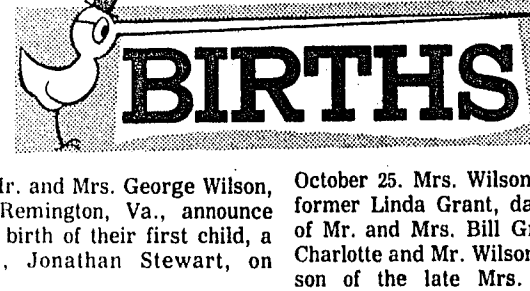 BIRTHS
Mr. and Mrs. George Wilson,
Remington, Va., announce
birth of their first child, a
, Jonathan Stewart, on
October 25. Mrs. Wilson
former Linda Grant, da
of Mr. and Mrs. Bill Gr
Charlotte and Mr. Wilson
son of the late Mrs.